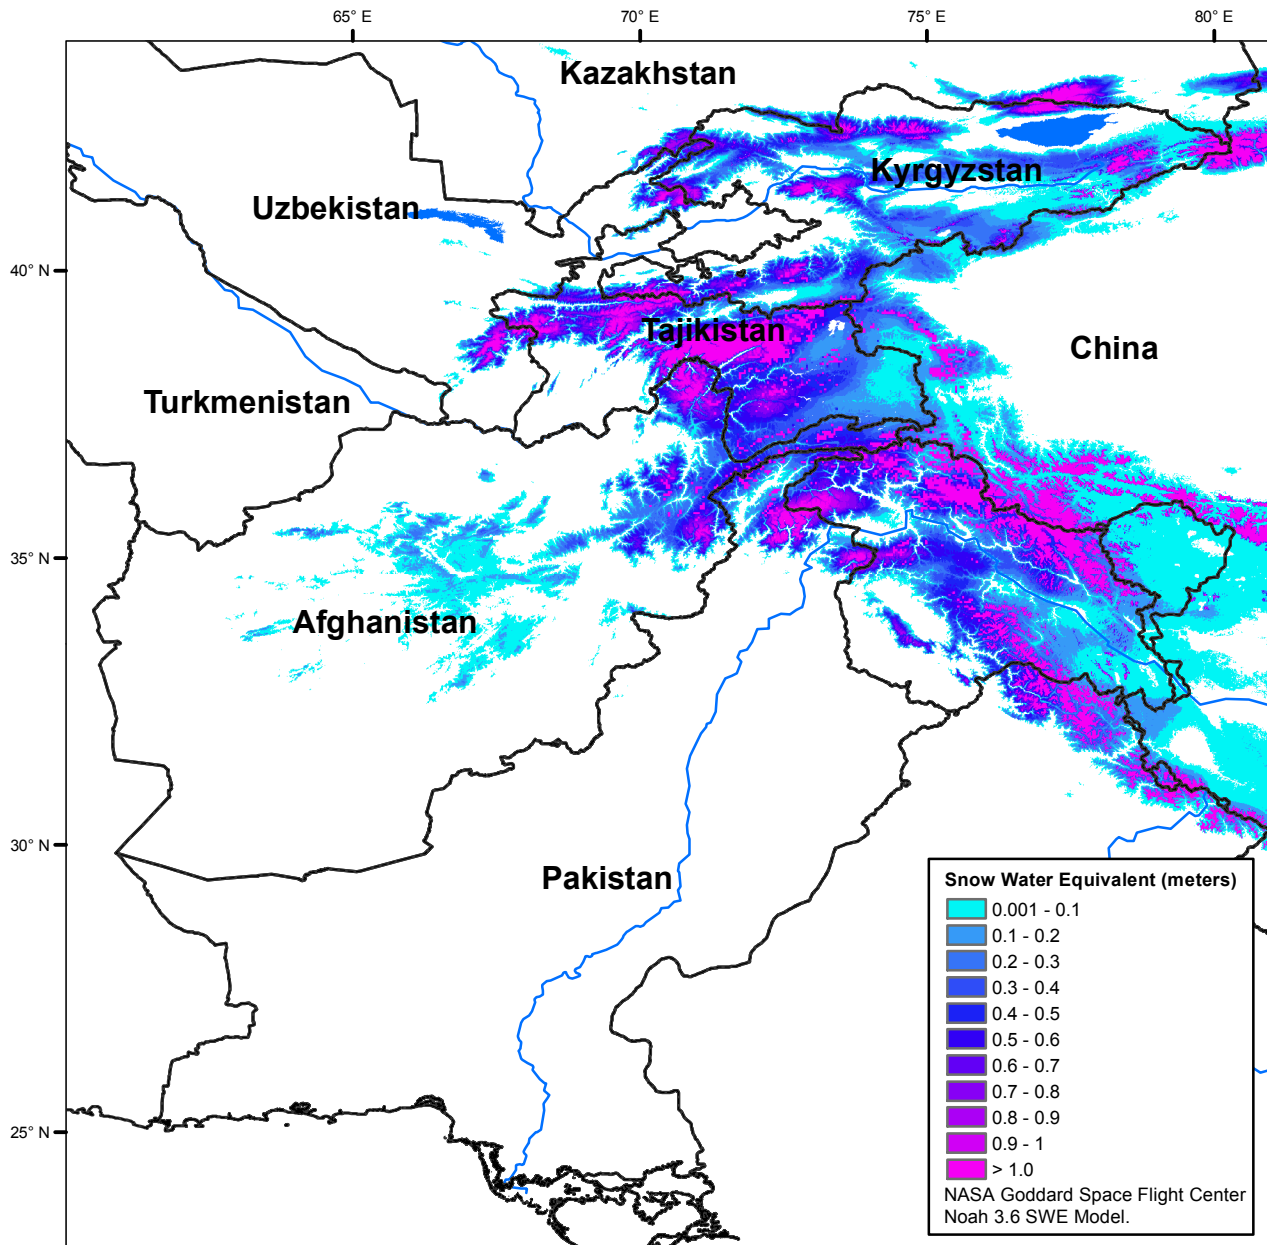 65° E
70° E
75° E
80° E
Kazakhstan
Kyrgyzstan
Uzbekistan
40° N
Tajikistan
China
Turkmenistan
35° N
Afghanistan
30° N
Pakistan
25° N
Snow Water Equivalent (meters)
0.001 - 0.1
0.1 - 0.2
0.2 - 0.3
0.3 - 0.4
0.4 - 0.5
0.5 - 0.6
0.6 - 0.7
0.7 - 0.8
0.8 - 0.9
0.9 - 1
> 1.0
NASA Goddard Space Flight Center
Noah 3.6 SWE Model.